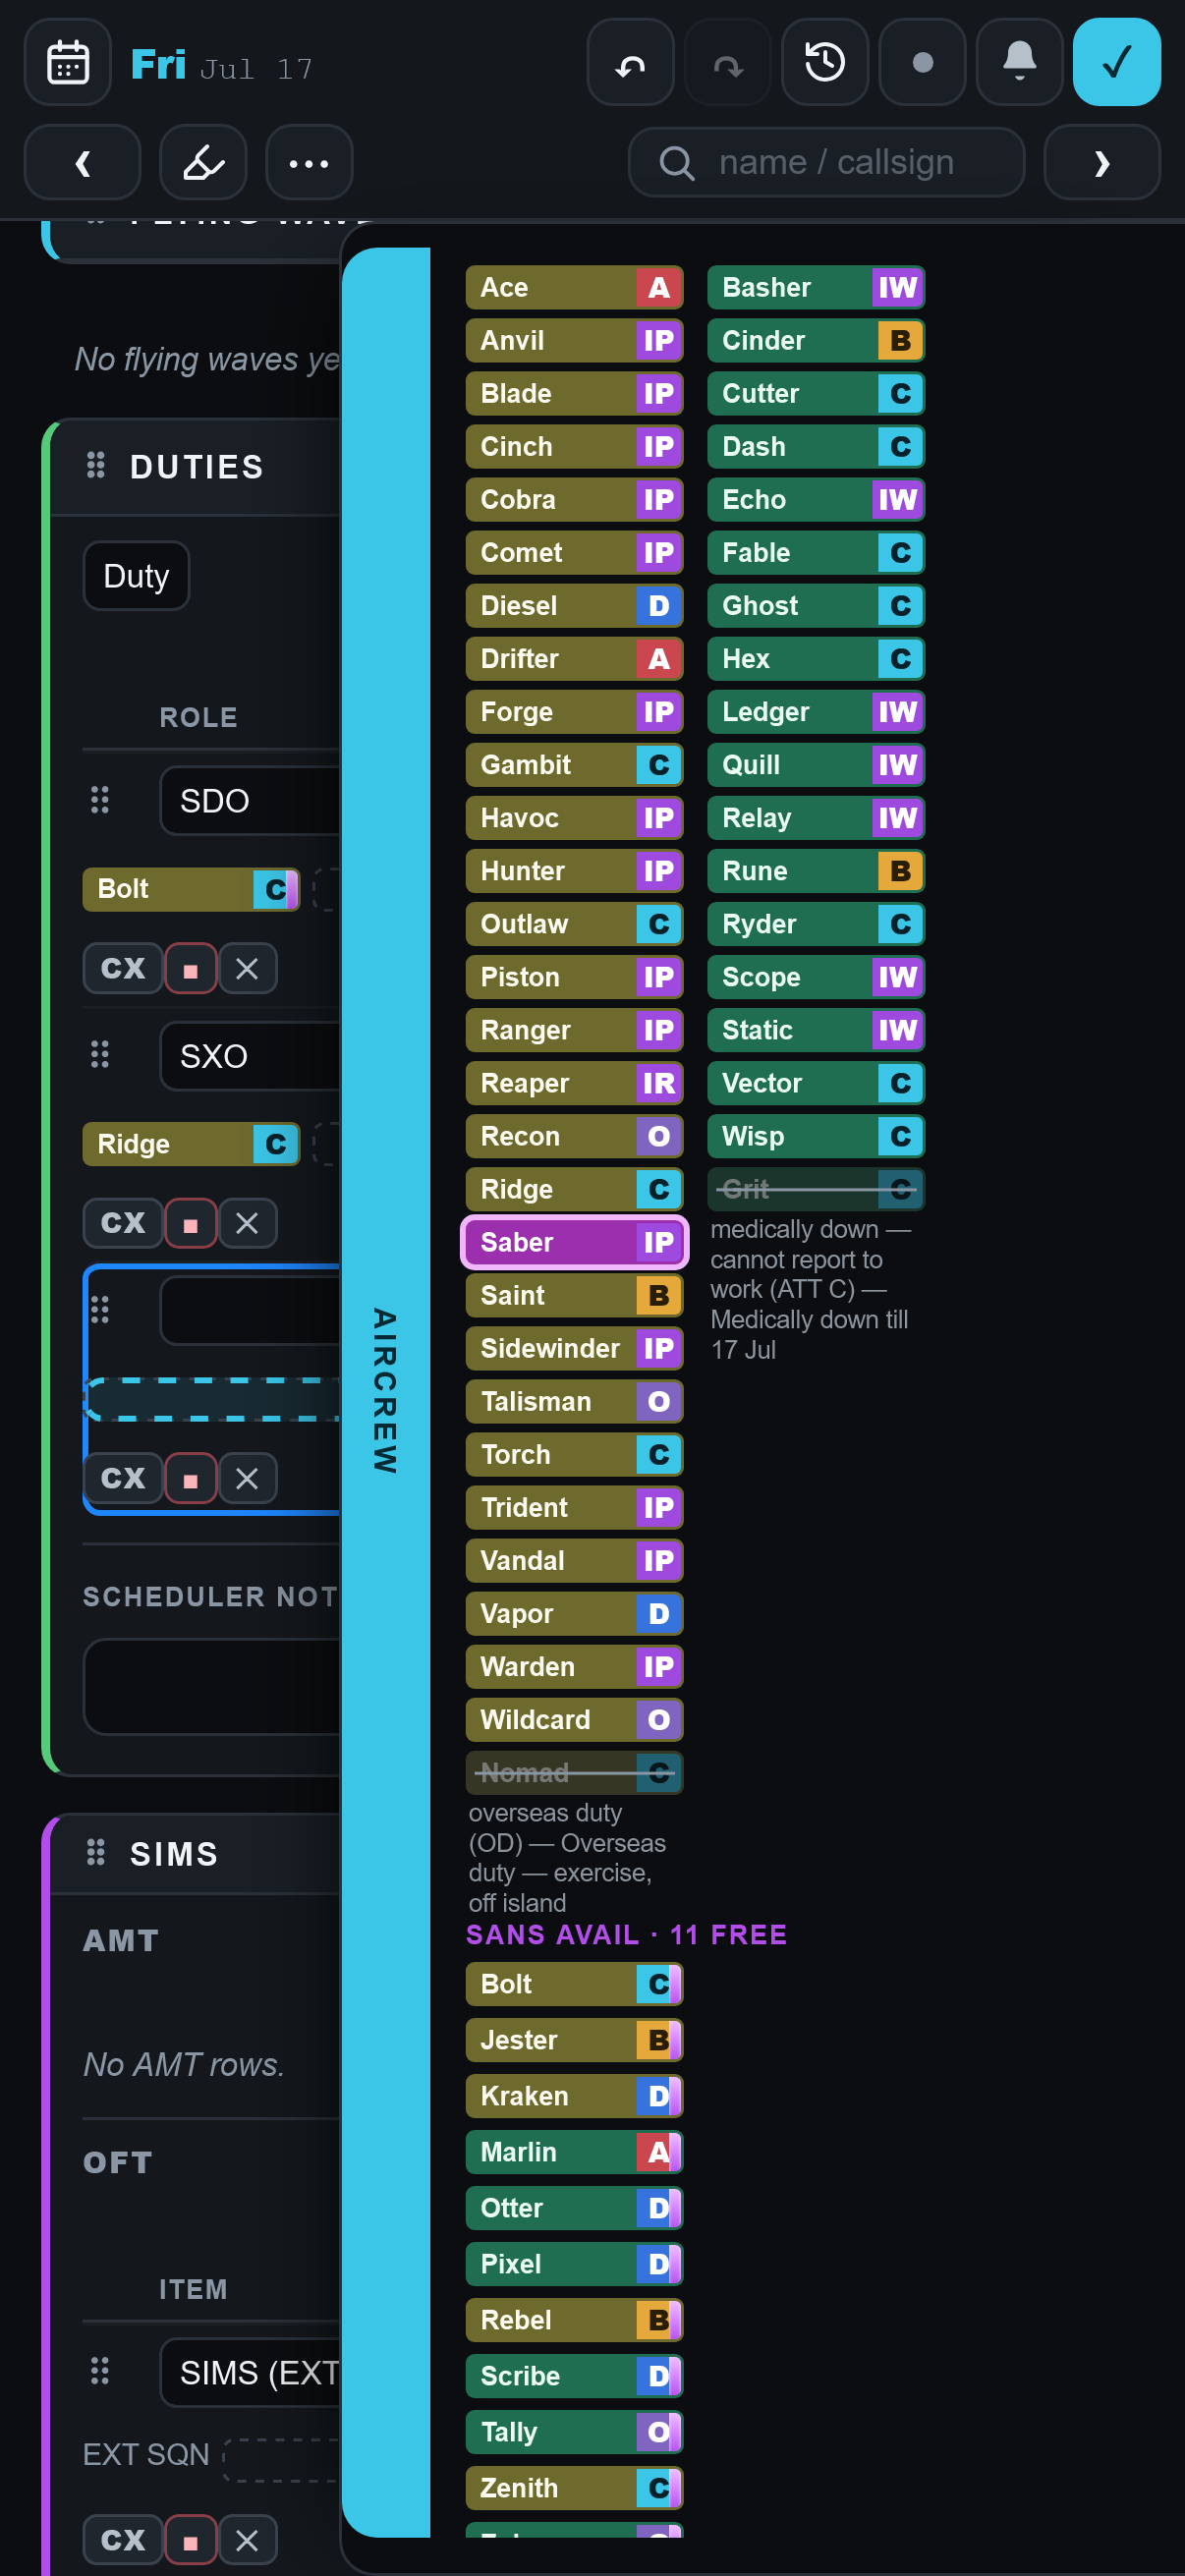 Fri Jul 17
name / callsign
No flying waves ye
DUTIES
Duty
ROLE
SDO
Bolt C
CX
SXO
Ridge C
CX
CX
SCHEDULER NOT
SIMS
AMT
No AMT rows.
OFT
ITEM
SIMS (EXT
EXT SQN
CX
AIRCREW
Ace A
Anvil IP
Blade IP
Cinch IP
Cobra IP
Comet IP
Diesel D
Drifter A
Forge IP
Gambit C
Havoc IP
Hunter IP
Outlaw C
Piston IP
Ranger IP
Reaper IR
Recon O
Ridge C
Saber IP
Saint B
Sidewinder IP
Talisman O
Torch C
Trident IP
Vandal IP
Vapor D
Warden IP
Wildcard O
Nomad C
overseas duty
(OD) — Overseas
duty — exercise,
off island
Basher IW
Cinder B
Cutter C
Dash C
Echo IW
Fable C
Ghost C
Hex C
Ledger IW
Quill IW
Relay IW
Rune B
Ryder C
Scope IW
Static IW
Vector C
Wisp C
Grit C
medically down —
cannot report to
work (ATT C) —
Medically down till
17 Jul
SANS AVAIL · 11 FREE
Bolt C
Jester B
Kraken D
Marlin A
Otter D
Pixel D
Rebel B
Scribe D
Tally O
Zenith C